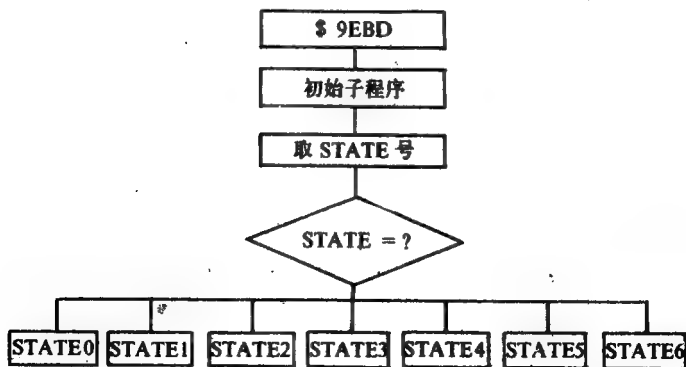 $ 9EBD
初始子程序
取 STATE 号
STATE = ?
STATE0 STATE1 STATE2 STATE3 STATE4 STATE5 STATE6